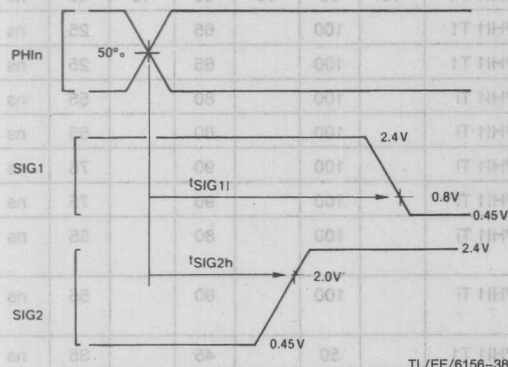 PHIn
50°。
SIG1
2.4V
tSIG1l
0.8V
0.45V
SIG2
2.4V
tSIG2h
2.0V
0.45V
TL/EE/6156–38